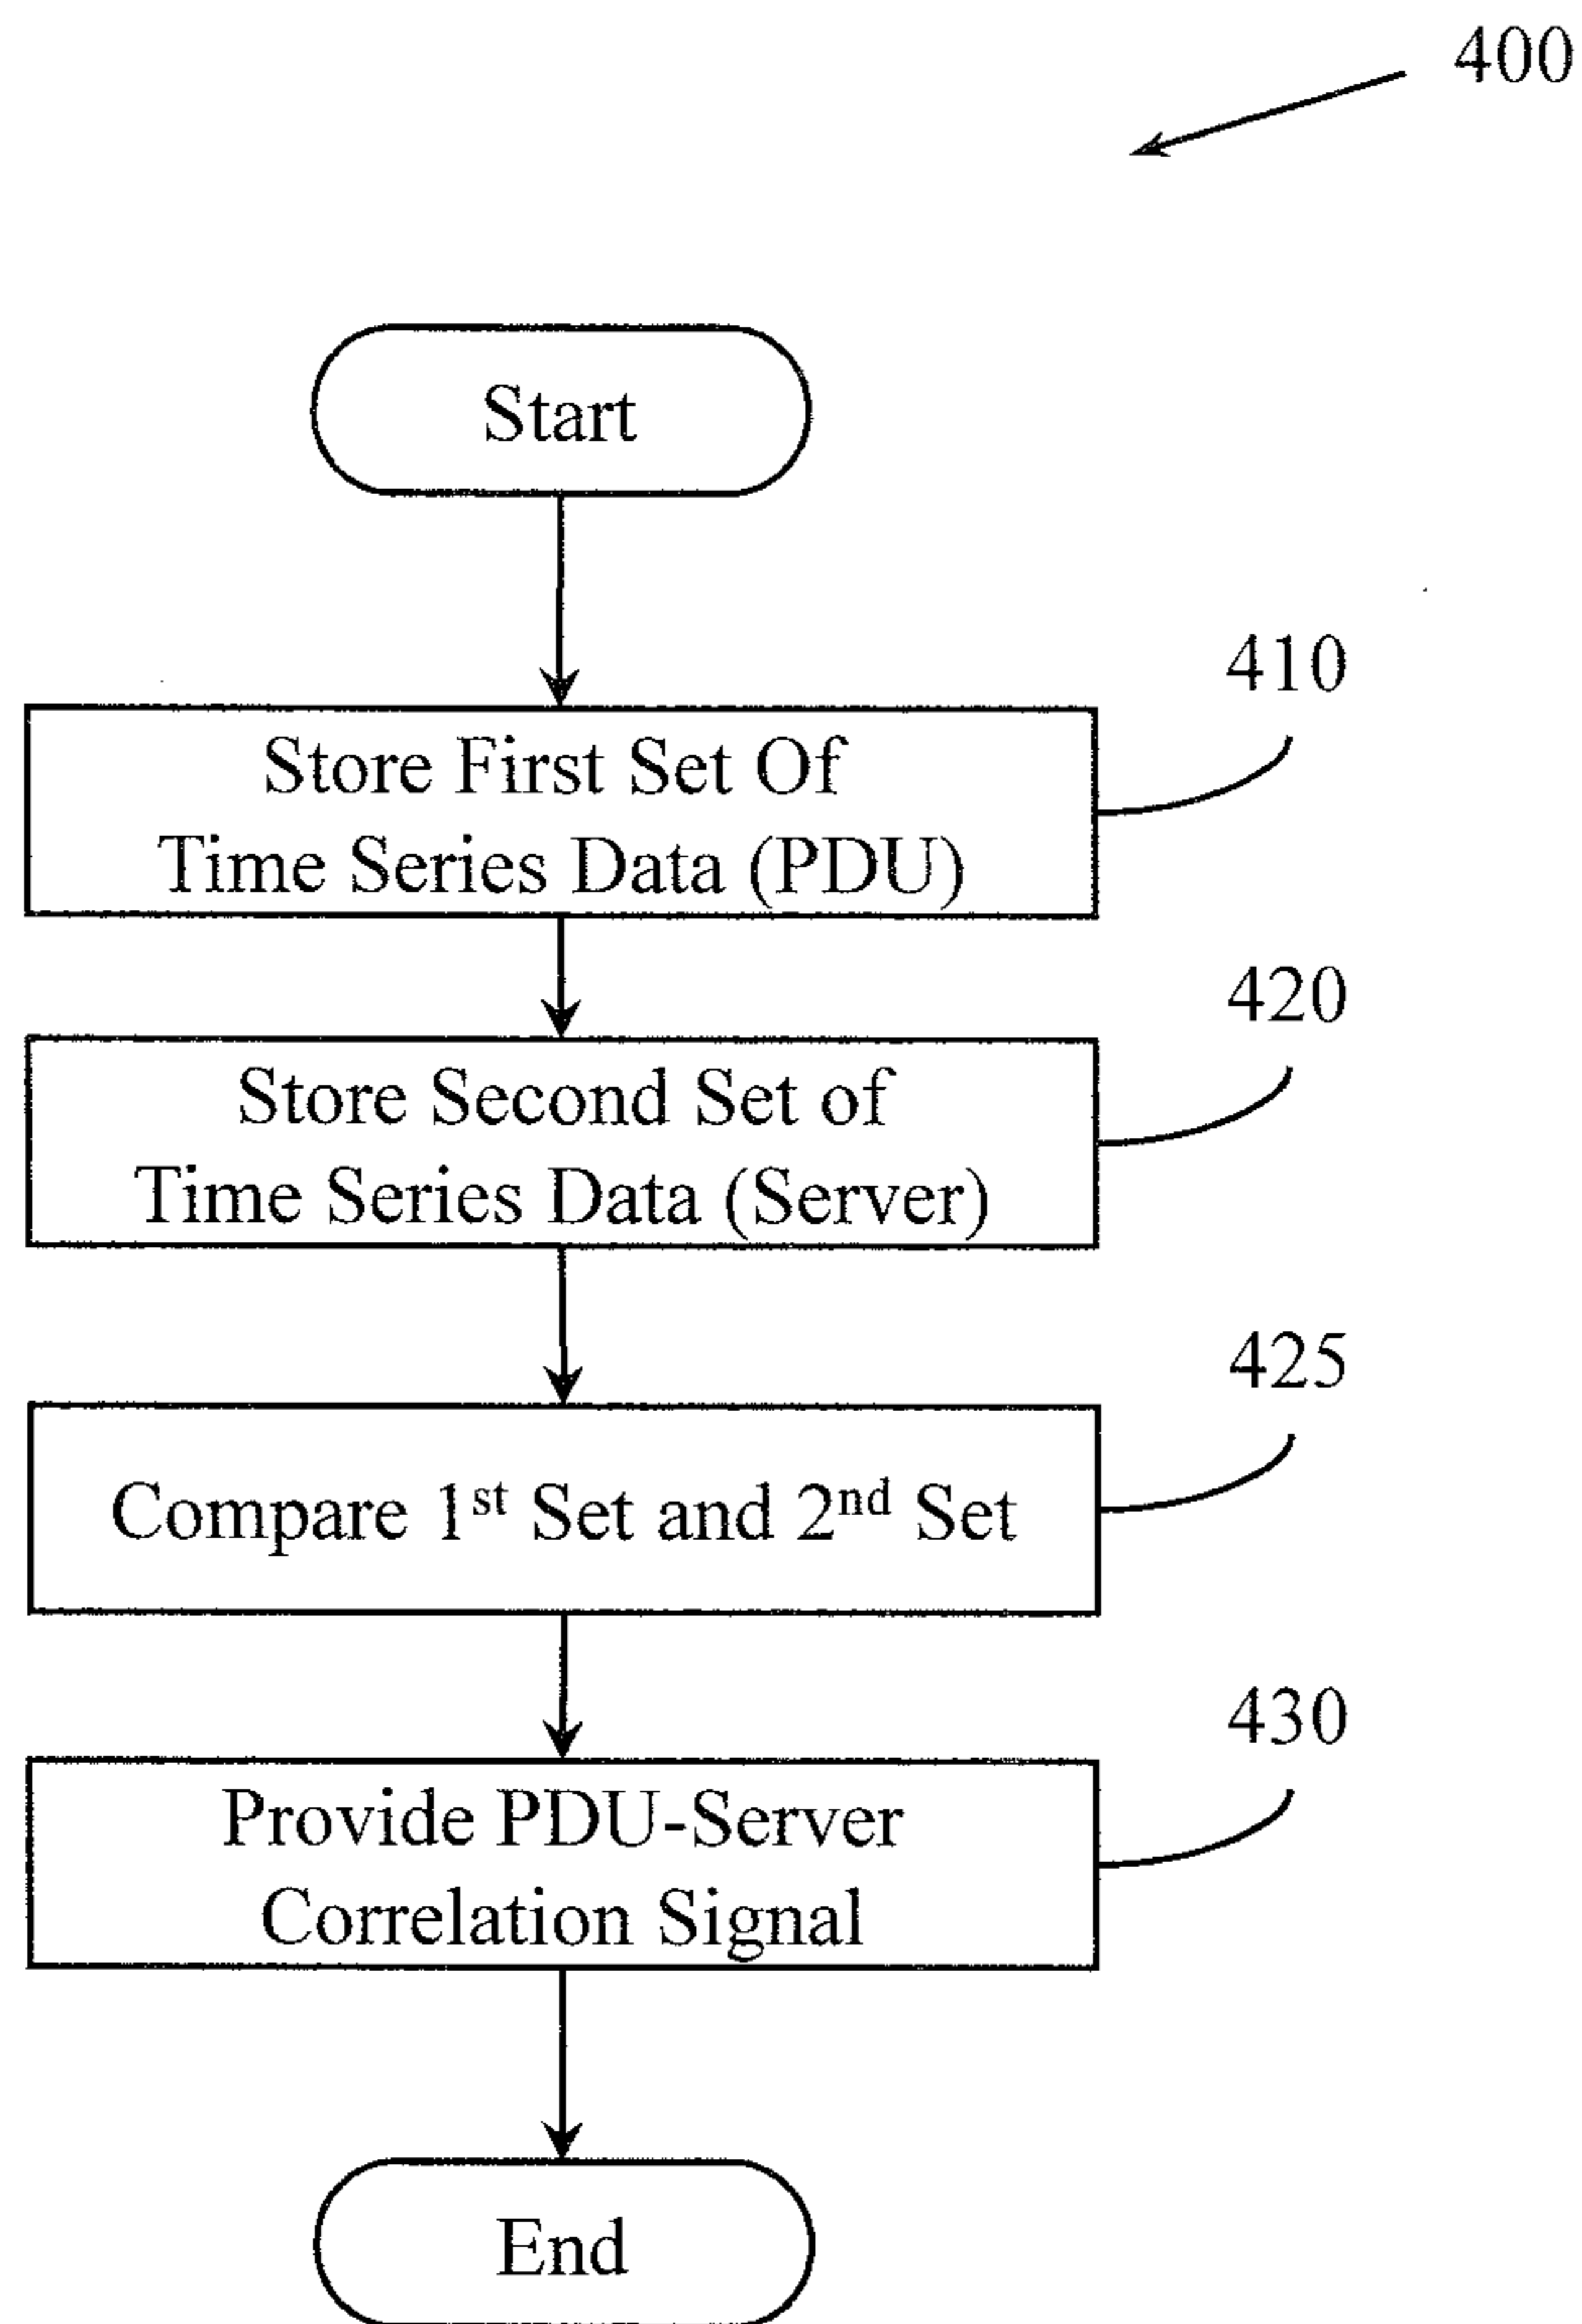 400
Start
410
Store First Set Of
Time Series Data (PDU)
420
Store Second Set of
Time Series Data (Server)
425
Compare 1st Set and 2nd Set
430
Provide PDU-Server
Correlation Signal
End